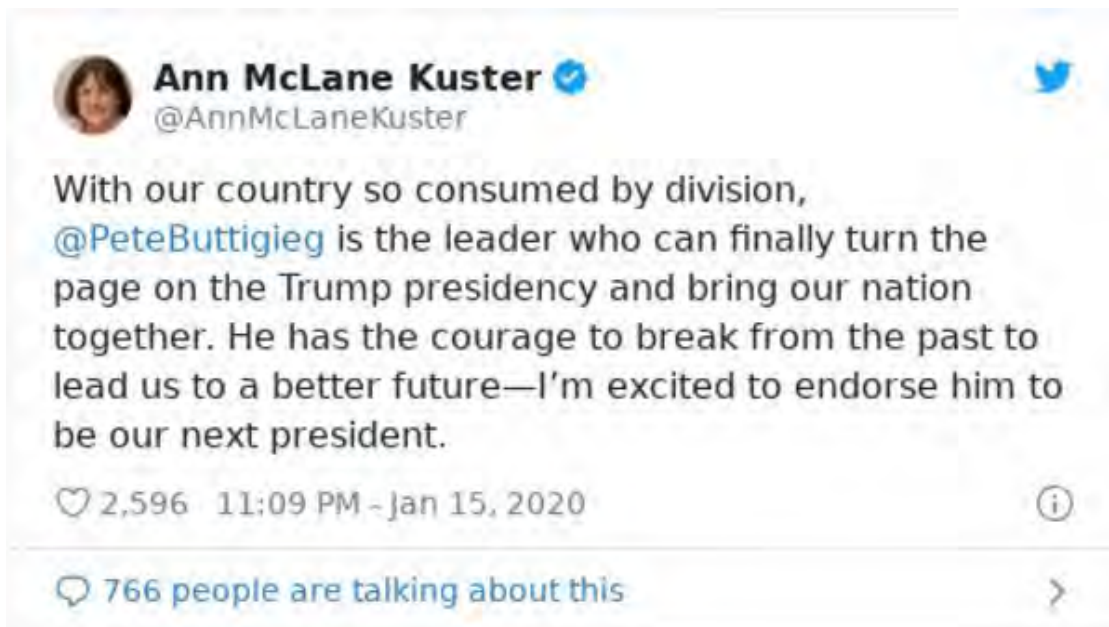 Ann McLane Kuster
@AnnMcLaneKuster
With our country so consumed by division,
@PeteButtigieg is the leader who can finally turn the
page on the Trump presidency and bring our nation
together. He has the courage to break from the past to
lead us to a better future—I’m excited to endorse him to
be our next president.
2,596 11:09 PM - Jan 15, 2020
766 people are talking about this